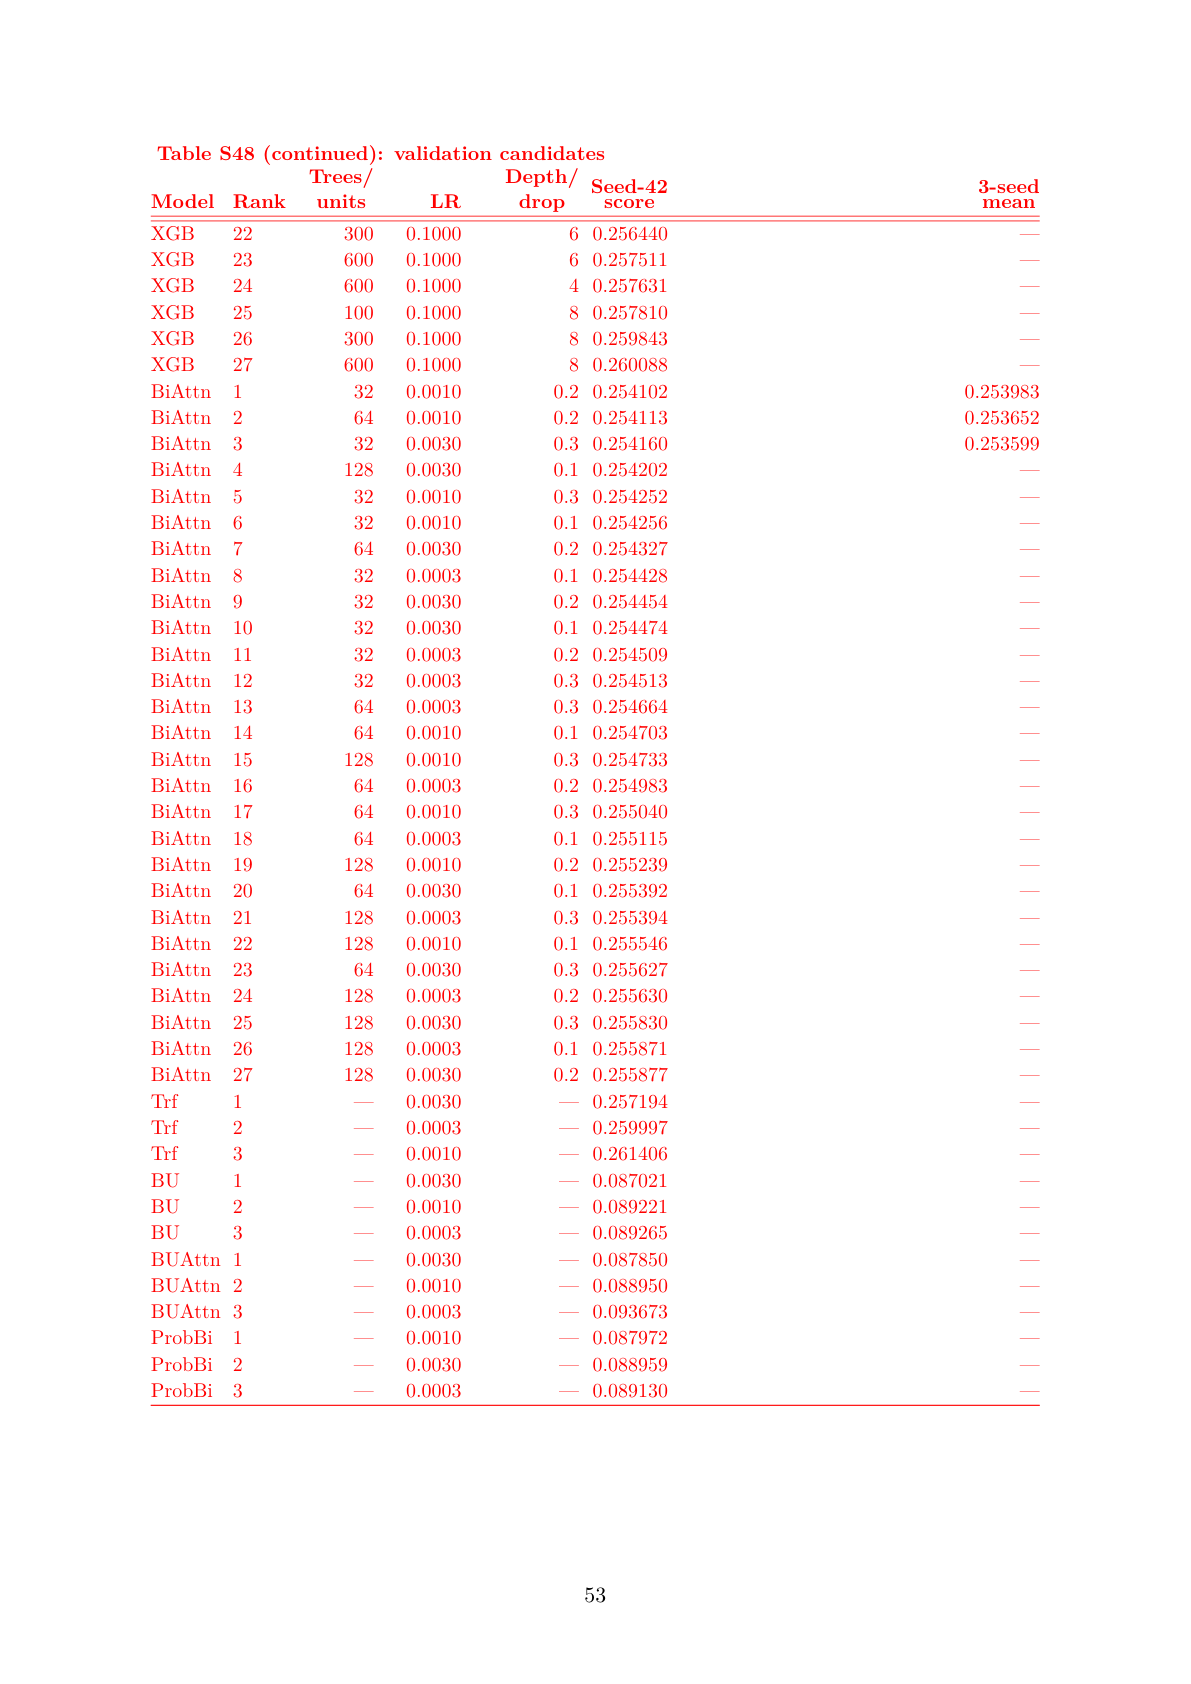 Table S48 (continued): validation candidates
Model Rank Trees/ units LR Depth/ drop Seed-42 score 3-seed mean
XGB 22 300 0.1000 6 0.256440 —
XGB 23 600 0.1000 6 0.257511 —
XGB 24 600 0.1000 4 0.257631 —
XGB 25 100 0.1000 8 0.257810 —
XGB 26 300 0.1000 8 0.259843 —
XGB 27 600 0.1000 8 0.260088 —
BiAttn 1 32 0.0010 0.2 0.254102 0.253983
BiAttn 2 64 0.0010 0.2 0.254113 0.253652
BiAttn 3 32 0.0030 0.3 0.254160 0.253599
BiAttn 4 128 0.0030 0.1 0.254202 —
BiAttn 5 32 0.0010 0.3 0.254252 —
BiAttn 6 32 0.0010 0.1 0.254256 —
BiAttn 7 64 0.0030 0.2 0.254327 —
BiAttn 8 32 0.0003 0.1 0.254428 —
BiAttn 9 32 0.0030 0.2 0.254454 —
BiAttn 10 32 0.0030 0.1 0.254474 —
BiAttn 11 32 0.0003 0.2 0.254509 —
BiAttn 12 32 0.0003 0.3 0.254513 —
BiAttn 13 64 0.0003 0.3 0.254664 —
BiAttn 14 64 0.0010 0.1 0.254703 —
BiAttn 15 128 0.0010 0.3 0.254733 —
BiAttn 16 64 0.0003 0.2 0.254983 —
BiAttn 17 64 0.0010 0.3 0.255040 —
BiAttn 18 64 0.0003 0.1 0.255115 —
BiAttn 19 128 0.0010 0.2 0.255239 —
BiAttn 20 64 0.0030 0.1 0.255392 —
BiAttn 21 128 0.0003 0.3 0.255394 —
BiAttn 22 128 0.0010 0.1 0.255546 —
BiAttn 23 64 0.0030 0.3 0.255627 —
BiAttn 24 128 0.0003 0.2 0.255630 —
BiAttn 25 128 0.0030 0.3 0.255830 —
BiAttn 26 128 0.0003 0.1 0.255871 —
BiAttn 27 128 0.0030 0.2 0.255877 —
Trf 1 — 0.0030 — 0.257194 —
Trf 2 — 0.0003 — 0.259997 —
Trf 3 — 0.0010 — 0.261406 —
BU 1 — 0.0030 — 0.087021 —
BU 2 — 0.0010 — 0.089221 —
BU 3 — 0.0003 — 0.089265 —
BUAttn 1 — 0.0030 — 0.087850 —
BUAttn 2 — 0.0010 — 0.088950 —
BUAttn 3 — 0.0003 — 0.093673 —
ProbBi 1 — 0.0010 — 0.087972 —
ProbBi 2 — 0.0030 — 0.088959 —
ProbBi 3 — 0.0003 — 0.089130 —
53